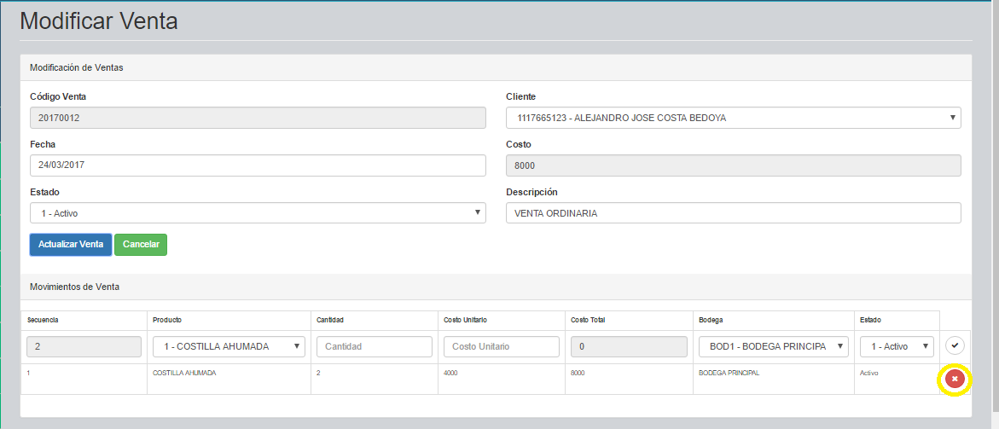 Modificar Venta
Modificación de Ventas
Código Venta
20170012
Cliente
1117665123 - ALEJANDRO JOSE COSTA BEDOYA
Fecha
24/03/2017
Costo
8000
Estado
1 - Activo
Descripción
VENTA ORDINARIA
Actualizar Venta Cancelar
Movimientos de Venta
Secuencia Producto Cantidad Costo Unitario Costo Total Bodega Estado
2 1 - COSTILLA AHUMADA Cantidad Costo Unitario 0 BOD1 - BODEGA PRINCIPA 1 - Activo
1 COSTILLA AHUMADA 2 4000 8000 BODEGA PRINCIPAL Activo